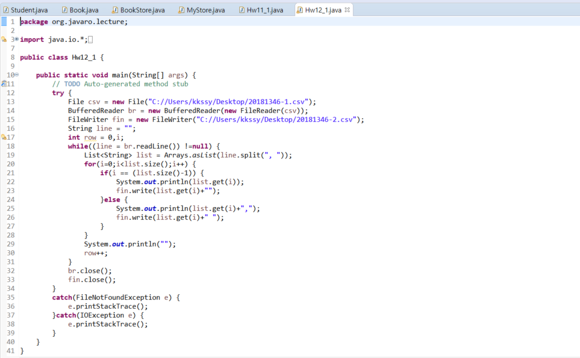 Student.java Book.java BookStore.java MyStore.java Hw11_1.java Hw12_1.java
1 package org.javaro.lecture;
2
3 import java.io.*;
7
8 public class Hw12_1 {
9
10 public static void main(String[] args) {
11 // TODO Auto-generated method stub
12 try {
13 File csv = new File("C://Users/kkssy/Desktop/20181346-1.csv");
14 BufferedReader br = new BufferedReader(new FileReader(csv));
15 FileWriter fin = new FileWriter("C://Users/kkssy/Desktop/20181346-2.csv");
16 String line = "";
17 int row = 0,i;
18 while((line = br.readLine()) !=null) {
19 List<String> list = Arrays.asList(line.split(", "));
20 for(i=0;i<list.size();i++) {
21 if(i == (list.size()-1)) {
22 System.out.println(list.get(i));
23 fin.write(list.get(i)+"");
24 }else {
25 System.out.println(list.get(i)+",");
26 fin.write(list.get(i)+" ");
27 }
28 }
29 System.out.println("");
30 row++;
31 }
32 br.close();
33 fin.close();
34 }
35 catch(FileNotFoundException e) {
36 e.printStackTrace();
37 }catch(IOException e) {
38 e.printStackTrace();
39 }
40 }
41 }